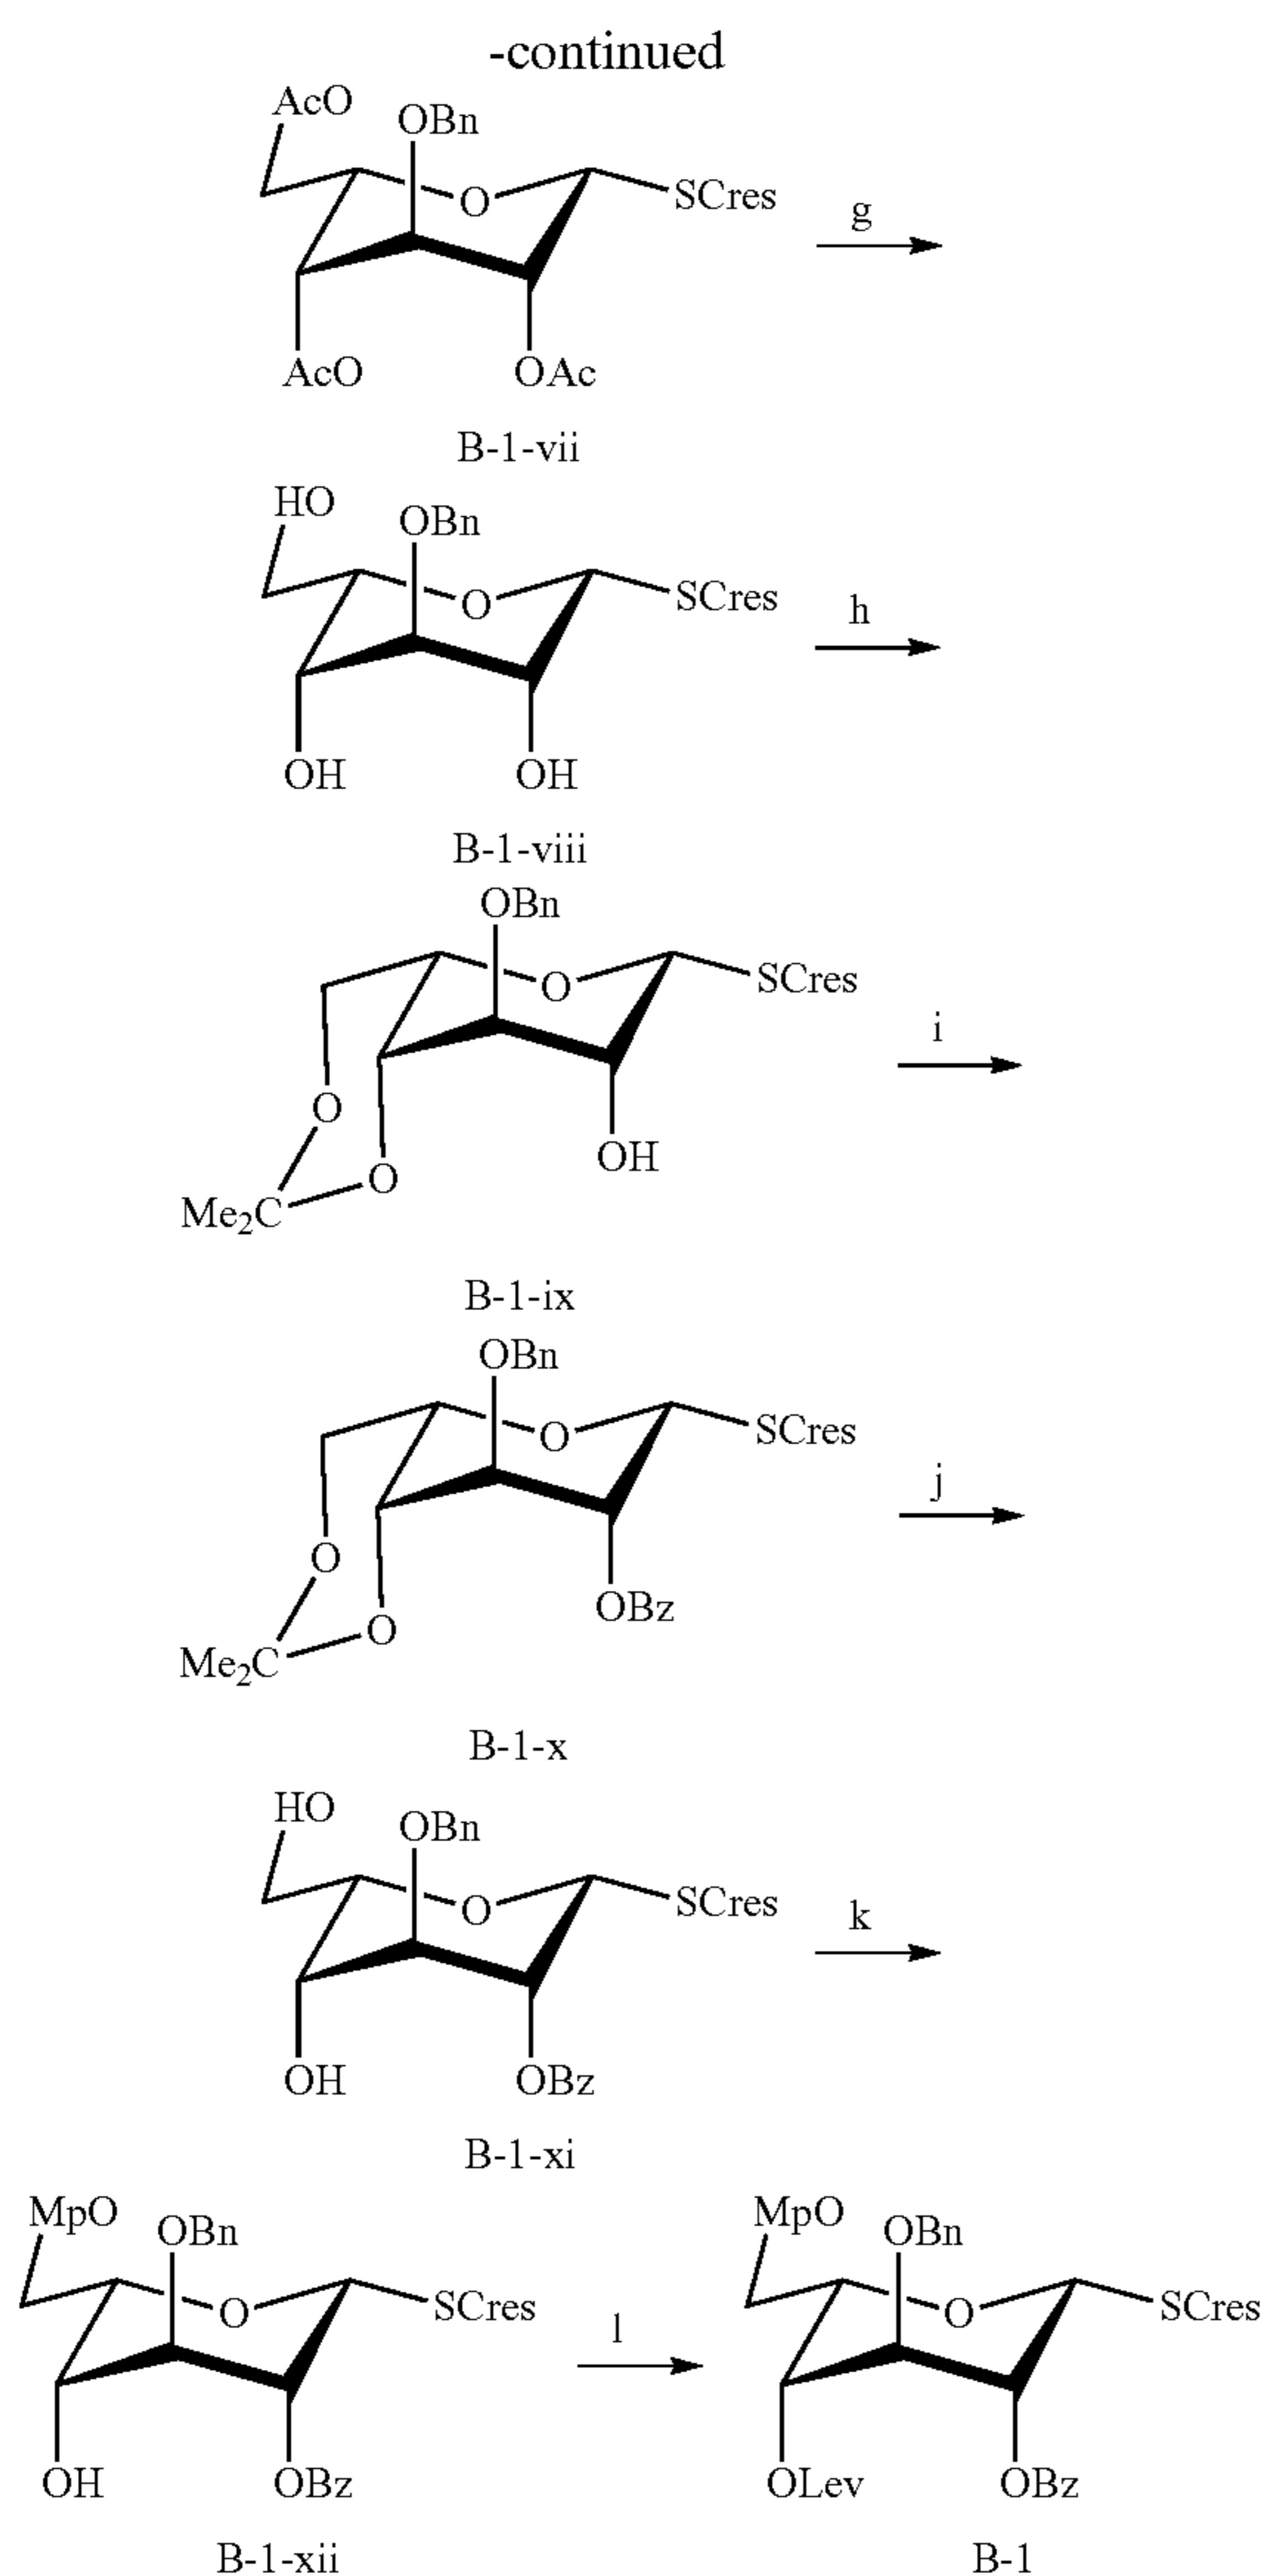 -continued
AcO
OBn
O
SCres
g
AcO
OAc
B-1-vii
HO
OBn
O
SCres
h
OH
OH
B-1-viii
OBn
O
SCres
i
O
OH
O
Me₂C
B-1-ix
OBn
O
SCres
j
O
OBz
O
Me₂C
B-1-x
HO
OBn
O
SCres
k
OH
OBz
B-1-xi
MpO
OBn
O
SCres
l
OH
OBz
B-1-xii
MpO
OBn
O
SCres
OLev
OBz
B-1